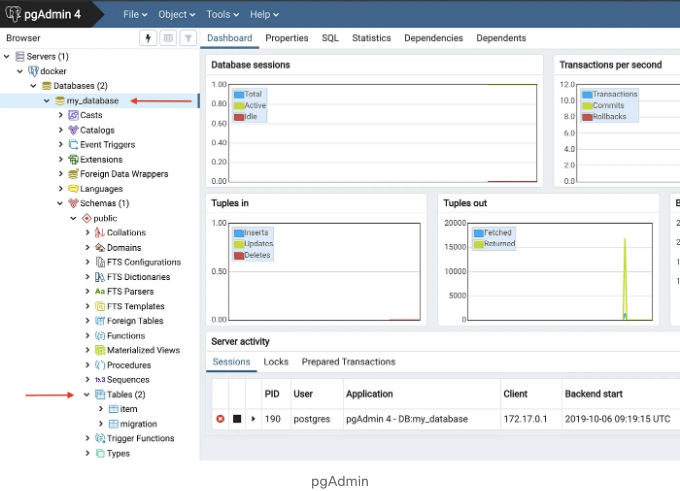 pgAdmin 4
File
Object
Tools
Help
Browser
Dashboard
Properties
SQL
Statistics
Dependencies
Dependents
Servers (1)
docker
Databases (2)
my_database
Casts
Catalogs
Event Triggers
Extensions
Foreign Data Wrappers
Languages
Schemas (1)
public
Collations
Domains
FTS Configurations
FTS Dictionaries
FTS Parsers
FTS Templates
Foreign Tables
Functions
Materialized Views
Procedures
Sequences
Tables (2)
item
migration
Trigger Functions
Types
Database sessions
1.00
0.80
0.60
0.40
0.20
0.00
Total
Active
Idle
Transactions per second
12.0
10.0
8.0
6.0
4.0
2.0
0.0
Transactions
Commits
Rollbacks
Tuples in
1.00
0.50
0.00
Inserts
Updates
Deletes
Tuples out
20000
15000
10000
5000
0
Fetched
Returned
Server activity
Sessions
Locks
Prepared Transactions
PID User Application Client Backend start
190 postgres pgAdmin 4 - DB:my_database 172.17.0.1 2019-10-06 09:19:15 UTC
pgAdmin